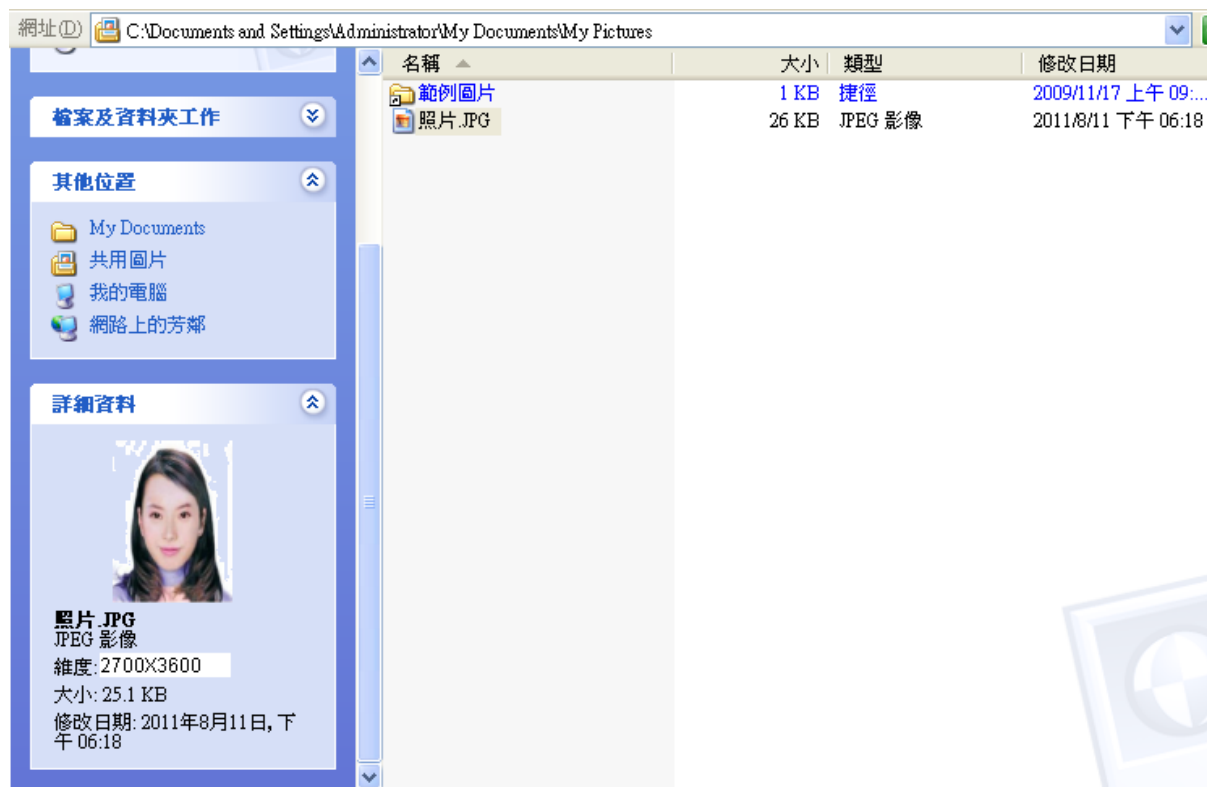 網址(D) C:\Documents and Settings\Administrator\My Documents\My Pictures
名稱 大小 類型 修改日期
範例圖片 1 KB 捷徑 2009/11/17 上午 09:...
照片.JPG 26 KB JPEG 影像 2011/8/11 下午 06:18
檔案及資料夾工作
其他位置
My Documents
共用圖片
我的電腦
網路上的芳鄰
詳細資料
照片.JPG
JPEG 影像
維度: 2700X3600
大小: 25.1 KB
修改日期: 2011年8月11日, 下
午 06:18